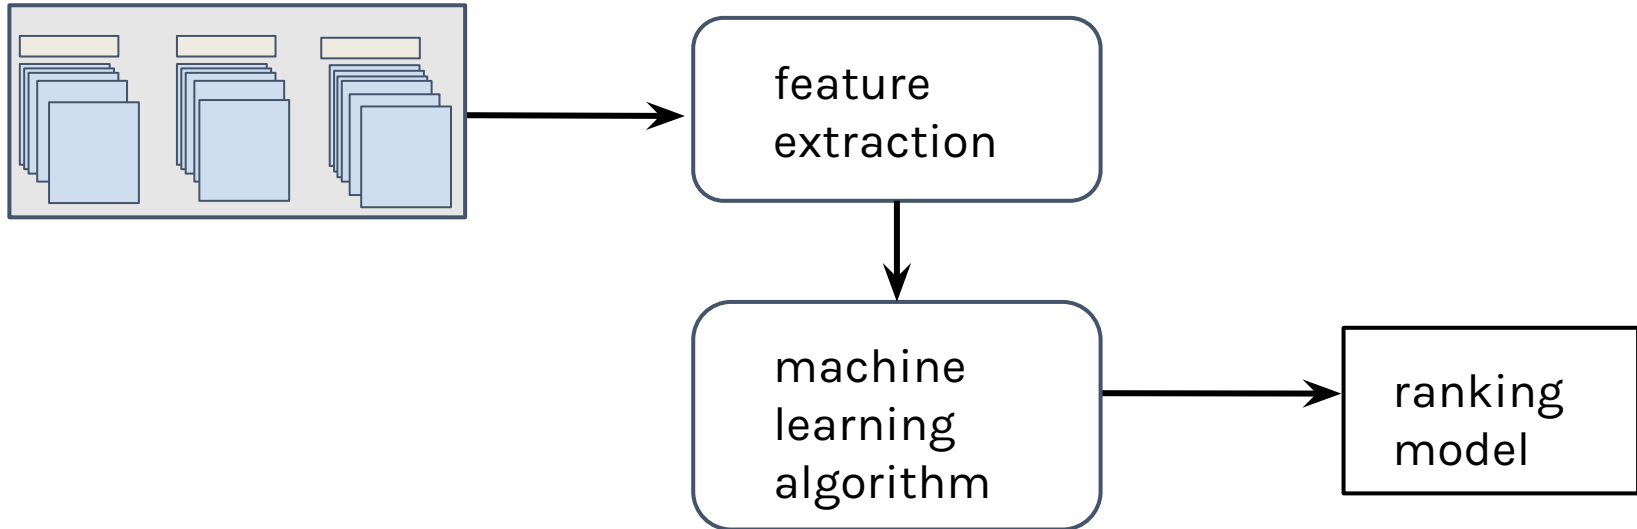 feature
extraction
machine
learning
algorithm
ranking
model